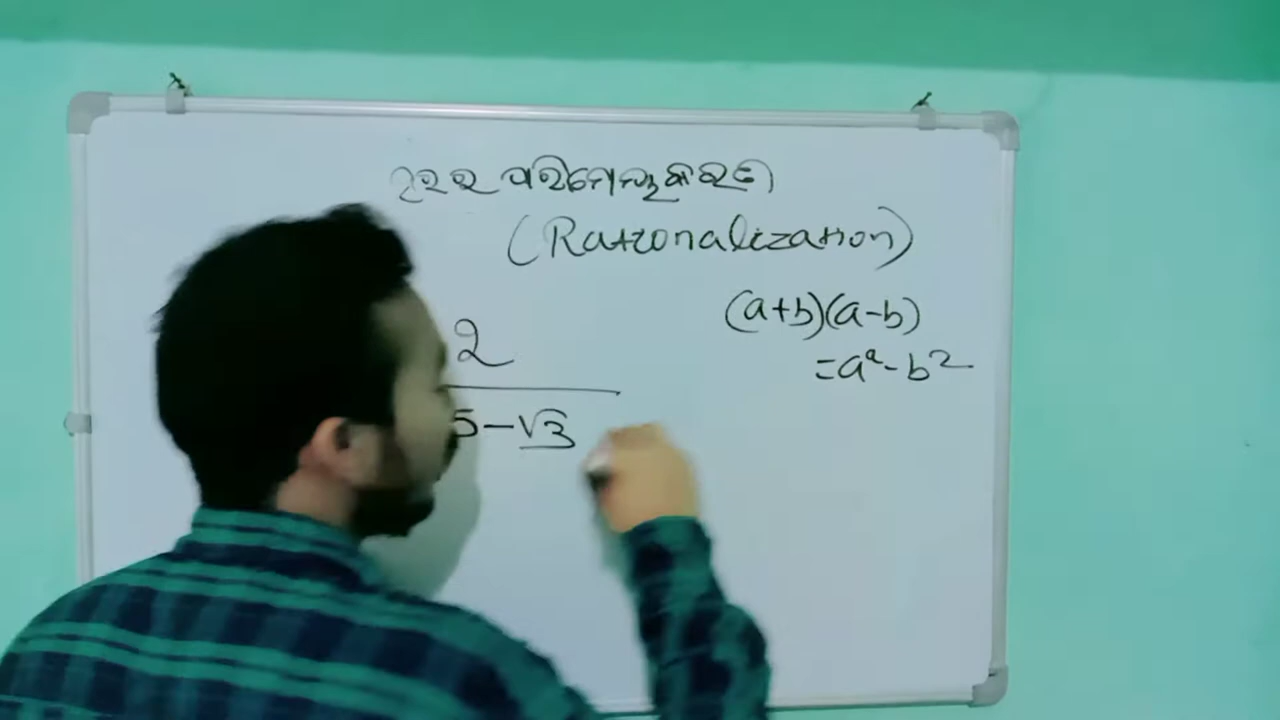 ହରର ପରିମେୟକରଣ
(Rationalization)
(a+b)(a-b)
=a²-b²
2
5-√3